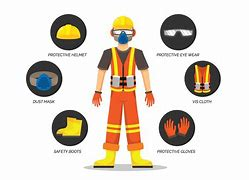 PROTECTIVE HELMET
PROTECTIVE EYE WEAR
DUST MASK
VIS CLOTH
SAFETY BOOTS
PROTECTIVE GLOVES